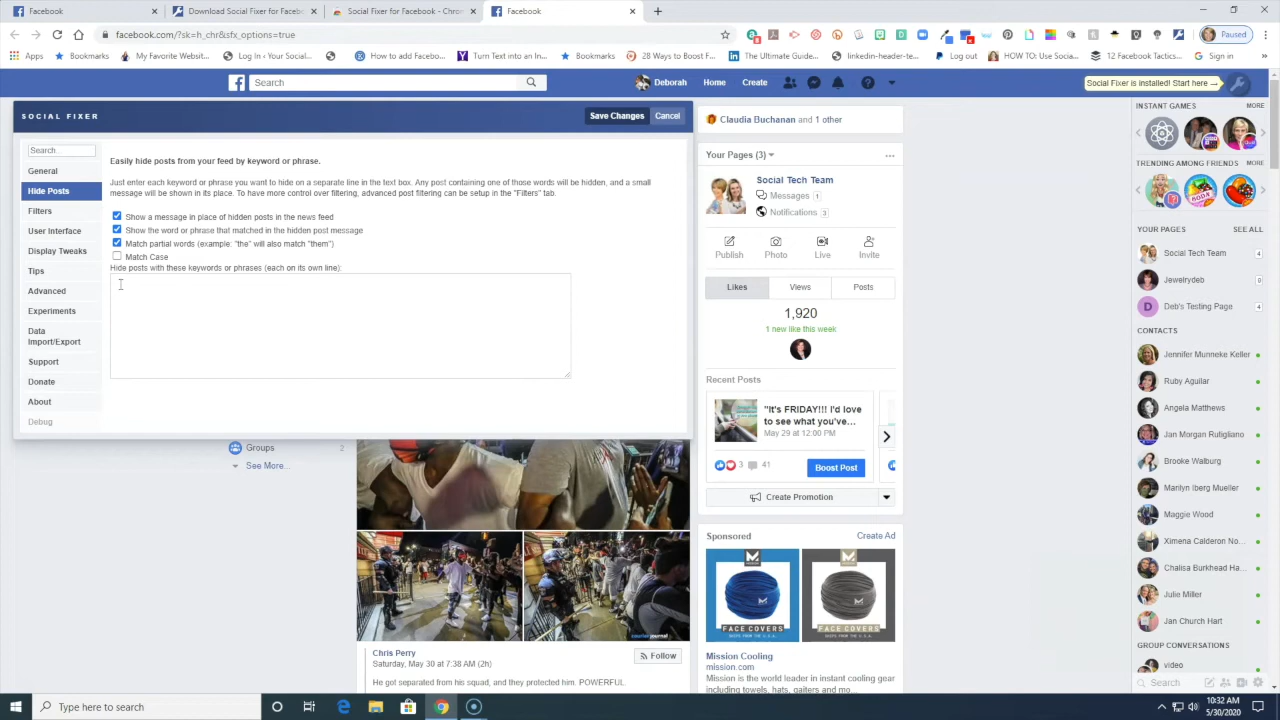 Facebook
Download Social Fixer for Faceb
Social Fixer for Facebook - Chro
Facebook
facebook.com/?sk=h_chr&sfx_options=true
Paused
Apps
Bookmarks
My Favorite Websit...
Log In ‹ Your Social...
How to add Facebo...
Turn Text into an In...
Bookmarks
28 Ways to Boost F...
The Ultimate Guide...
linkedin-header-te...
Log out
HOW TO: Use Socia...
12 Facebook Tactics...
Sign in
»
Search
Deborah
Home
Create
Social Fixer is installed! Start here →
SOCIAL FIXER
Save Changes
Cancel
Search..
General
Hide Posts
Filters
User Interface
Display Tweaks
Tips
Advanced
Experiments
Data
Import/Export
Support
Donate
About
Debug
Easily hide posts from your feed by keyword or phrase.
Just enter each keyword or phrase you want to hide on a separate line in the text box. Any post containing one of those words will be hidden, and a small
message will be shown in its place. To have more control over filtering, advanced post filtering can be setup in the "Filters" tab.
Show a message in place of hidden posts in the news feed
Show the word or phrase that matched in the hidden post message
Match partial words (example: "the" will also match "them")
Match Case
Hide posts with these keywords or phrases (each on its own line):
Groups
2
See More...
Chris Perry
Saturday, May 30 at 7:38 AM (2h)
Follow
He got separated from his squad, and they protected him. POWERFUL.
courier journal
Claudia Buchanan and 1 other
Your Pages (3)
Social Tech Team
Messages 1
Notifications 3
Publish
Photo
Live
Invite
Likes
Views
Posts
1,920
1 new like this week
Recent Posts
"It's FRIDAY!!! I'd love
to see what you've...
May 29 at 12:00 PM
3
41
Boost Post
Create Promotion
Sponsored
Create Ad
FACE COVERS
FACE COVERS
Mission Cooling
mission.com
Mission is the world leader in instant cooling gear
including towels, hats, gaiters and mo...
INSTANT GAMES
MORE
TRENDING AMONG FRIENDS
MORE
YOUR PAGES
SEE ALL
Social Tech Team
4
Jewelrydeb
Deb's Testing Page
4
CONTACTS
Jennifer Munneke Keller
Ruby Aguilar
Angela Matthews
Jan Morgan Rutigliano
Brooke Walburg
Marilyn Iberg Mueller
Maggie Wood
Ximena Calderon No...
Chalisa Burkhead Ha...
Julie Miller
Jan Church Hart
GROUP CONVERSATIONS
video
Search
Type here to search
10:32 AM
5/30/2020